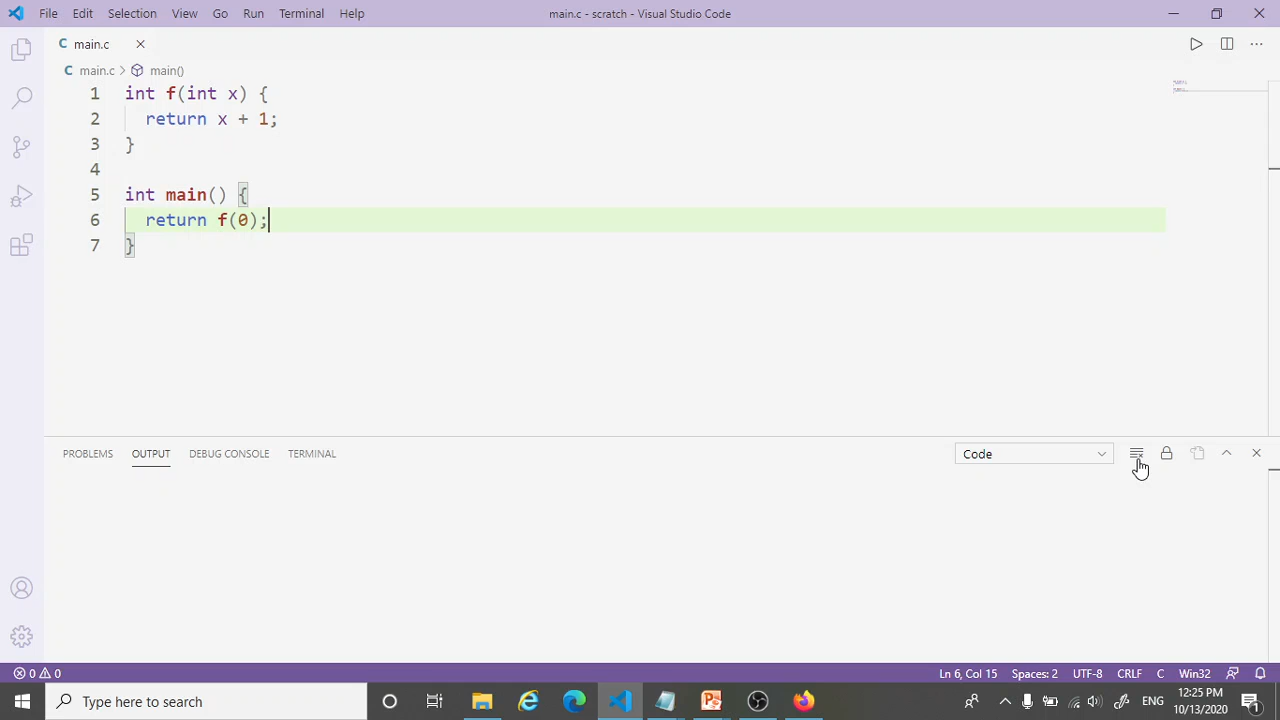 File Edit Selection View Go Run Terminal Help main.c - scratch - Visual Studio Code
C main.c
C main.c > main()
1 int f(int x) {
2 return x + 1;
3 }
4
5 int main() {
6 return f(0);
7 }
PROBLEMS OUTPUT DEBUG CONSOLE TERMINAL Code
0 0 Ln 6, Col 15 Spaces: 2 UTF-8 CRLF C Win32
Type here to search ENG 12:25 PM
10/13/2020 1